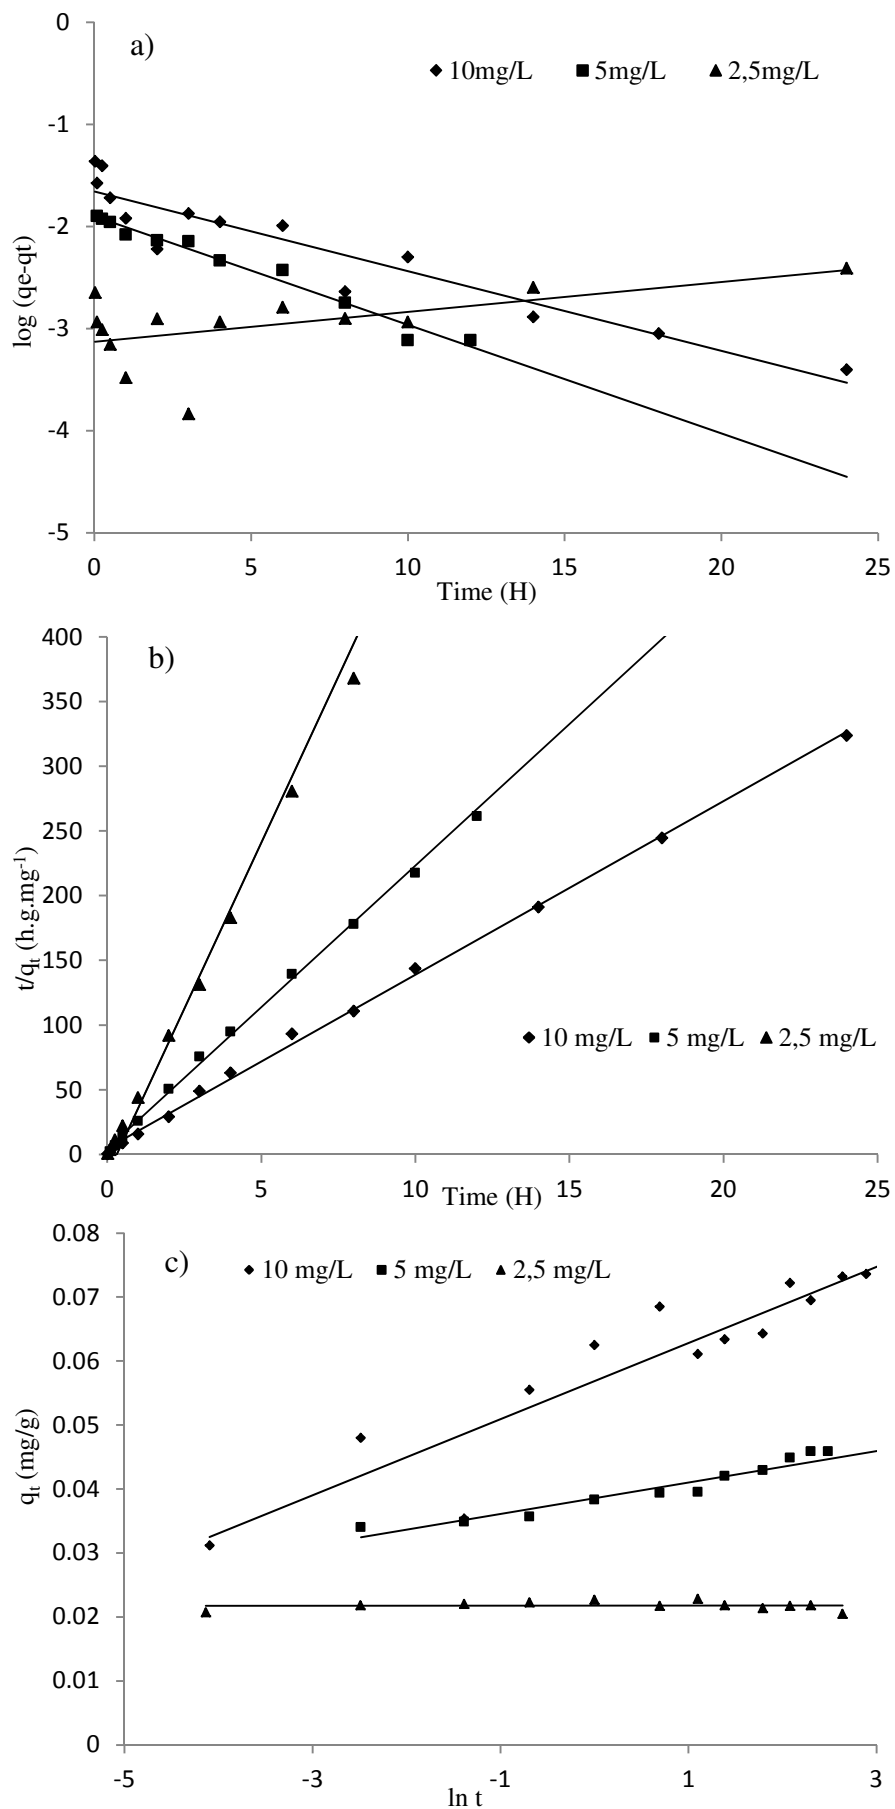 0
a)
10mg/L 5mg/L 2,5mg/L
-1
-2
log (qe-qt)
-3
-4
-5
0 5 10 15 20 25
Time (H)
400
b)
350
300
250
200
t/qt (h.g.mg-1)
150
100
10 mg/L 5 mg/L 2,5 mg/L
50
0
0 5 10 15 20 25
Time (H)
0.08
c)
10 mg/L 5 mg/L 2,5 mg/L
0.07
0.06
0.05
qt (mg/g)
0.04
0.03
0.02
0.01
0
-5 -3 -1 1 3
ln t